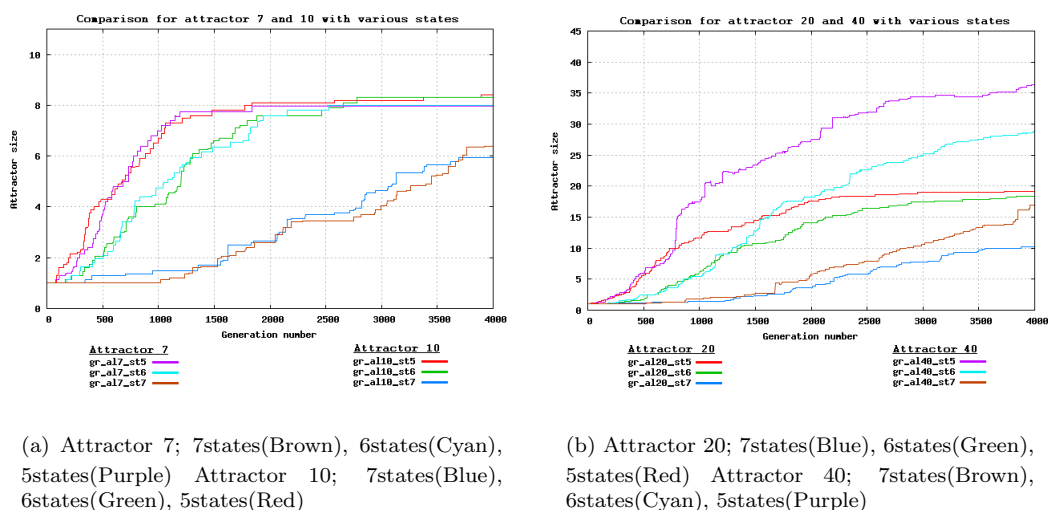 Comparison for attractor 7 and 10 with various states
Attractor size
10
8
6
4
2
0
0 500 1000 1500 2000 2500 3000 3500 4000
Generation number
Attractor 7
gr_al7_st5
gr_al7_st6
gr_al7_st7
Attractor 10
gr_al10_st5
gr_al10_st6
gr_al10_st7
(a) Attractor 7; 7states(Brown), 6states(Cyan),
5states(Purple) Attractor 10; 7states(Blue),
6states(Green), 5states(Red)
Comparison for attractor 20 and 40 with various states
Attractor size
45
40
35
30
25
20
15
10
5
0
0 500 1000 1500 2000 2500 3000 3500 4000
Generation number
Attractor 20
gr_al20_st5
gr_al20_st6
gr_al20_st7
Attractor 40
gr_al40_st5
gr_al40_st6
gr_al40_st7
(b) Attractor 20; 7states(Blue), 6states(Green),
5states(Red) Attractor 40; 7states(Brown),
6states(Cyan), 5states(Purple)